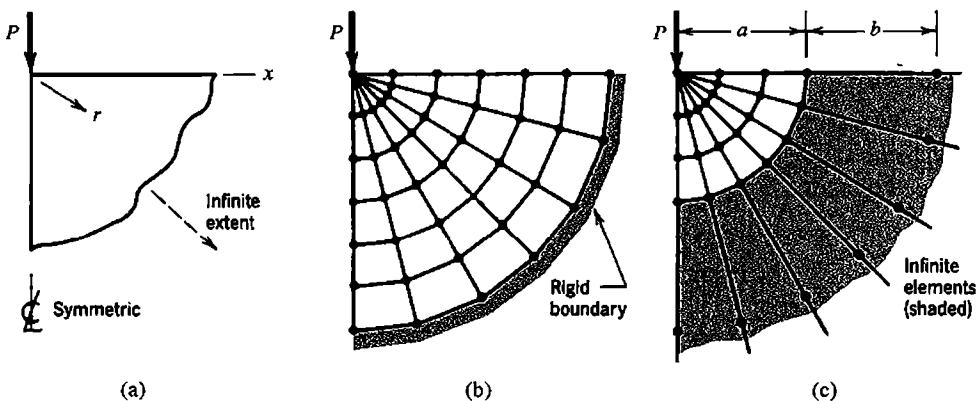 P
x
r
Infinite
extent
℄ Symmetric
(a)
P
Rigid
boundary
(b)
P
a
b
Infinite
elements
(shaded)
(c)